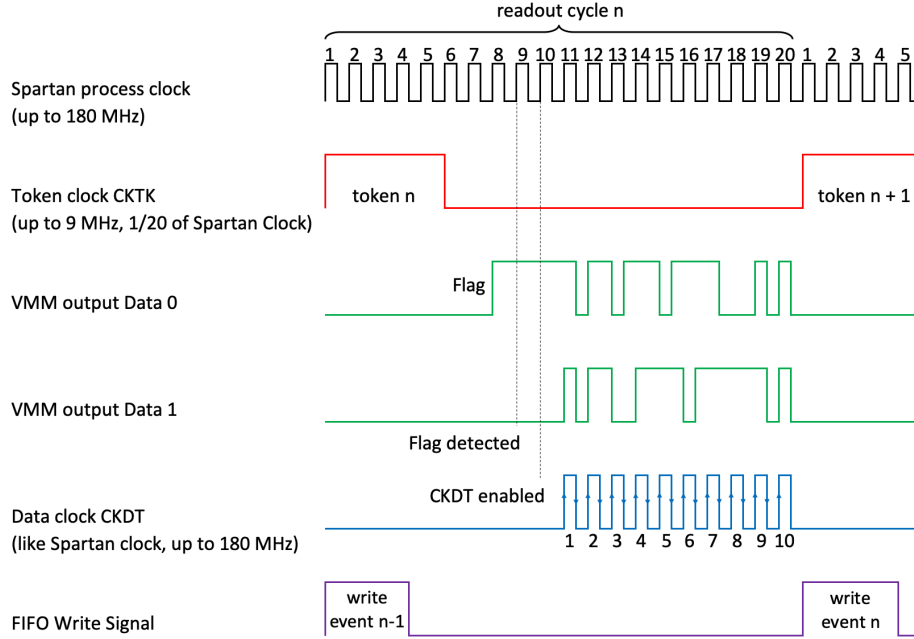 readout cycle n
1 2 3 4 5 6 7 8 9 10 11 12 13 14 15 16 17 18 19 20 1 2 3 4 5
Spartan process clock
(up to 180 MHz)
Token clock CKTK
(up to 9 MHz, 1/20 of Spartan Clock)
token n
token n + 1
VMM output Data 0
Flag
VMM output Data 1
Flag detected
CKDT enabled
Data clock CKDT
(like Spartan clock, up to 180 MHz)
1 2 3 4 5 6 7 8 9 10
FIFO Write Signal
write
event n-1
write
event n